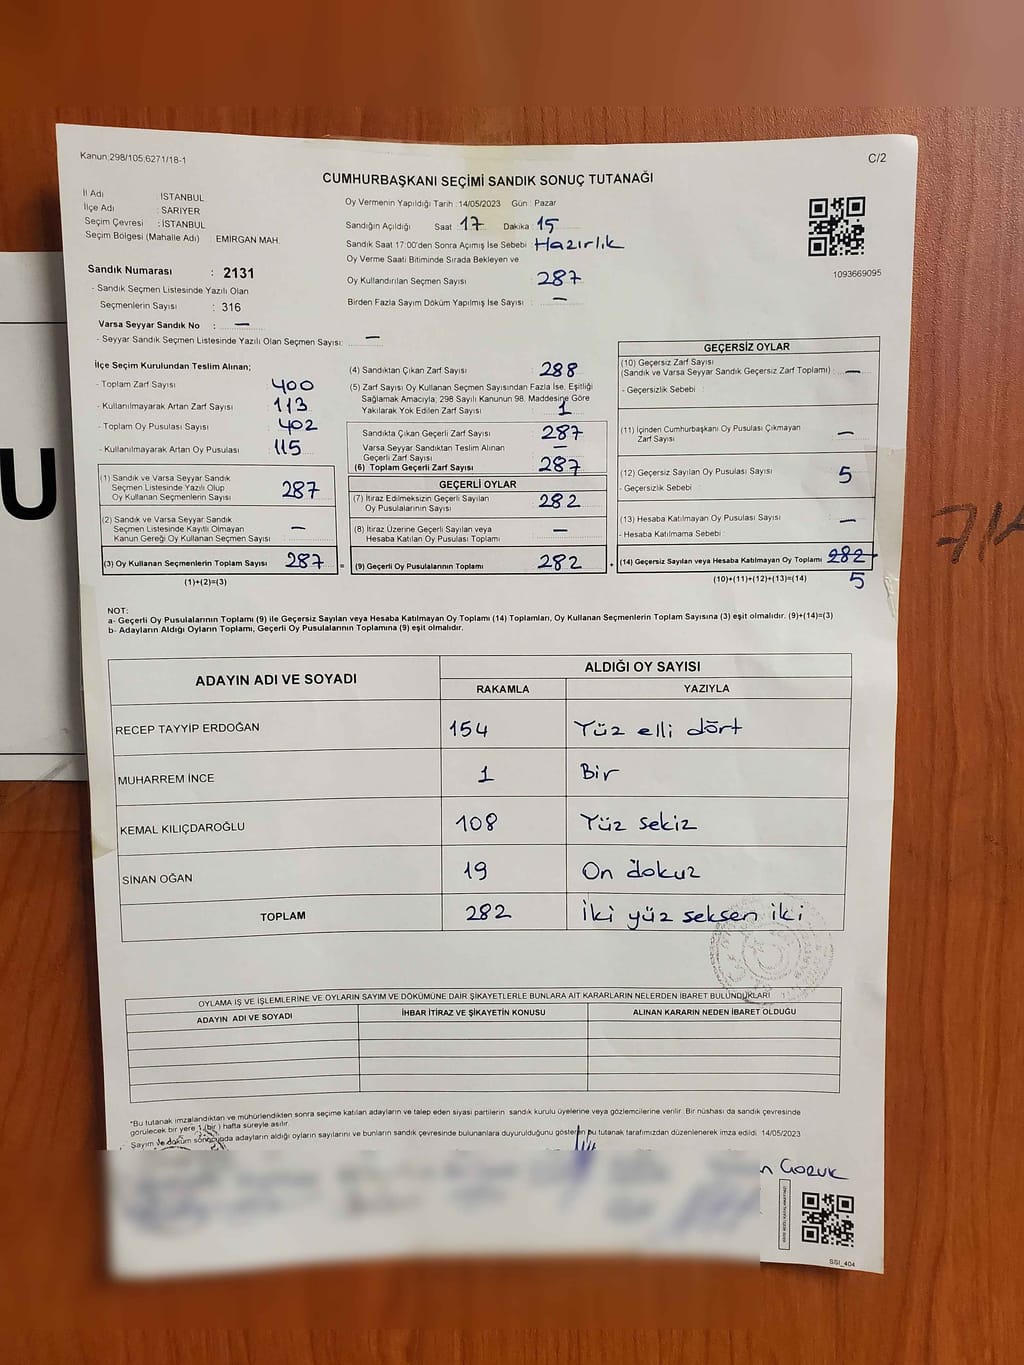 Kanun:298/105,6271/18-1
C/2
CUMHURBAŞKANI SEÇİMİ SANDIK SONUÇ TUTANAĞI
İl Adı : İSTANBUL
İlçe Adı : SARIYER
Seçim Çevresi : İSTANBUL
Seçim Bölgesi (Mahalle Adı) EMİRGAN MAH.
Oy Vermenin Yapıldığı Tarih :14/05/2023 Gün : Pazar
Sandığın Açıldığı Saat : 17 Dakika : 15
Sandık Saat 17:00'den Sonra Açımış İse Sebebi : Hazırlık
Oy Verme Saati Bitiminde Sırada Bekleyen ve
Oy Kullandırılan Seçmen Sayısı : 287
Birden Fazla Sayım Döküm Yapılmış İse Sayısı : —
1093669095
Sandık Numarası : 2131
- Sandık Seçmen Listesinde Yazılı Olan
Seçmenlerin Sayısı : 316
Varsa Seyyar Sandık No : —
- Seyyar Sandık Seçmen Listesinde Yazılı Olan Seçmen Sayısı: —
İlçe Seçim Kurulundan Teslim Alınan;
- Toplam Zarf Sayısı 400
- Kullanılmayarak Artan Zarf Sayısı 113
- Toplam Oy Pusulası Sayısı 402
- Kullanılmayarak Artan Oy Pusulası 115
(1) Sandık ve Varsa Seyyar Sandık
Seçmen Listesinde Yazılı Olup
Oy Kullanan Seçmenlerin Sayısı 287
(2) Sandık ve Varsa Seyyar Sandık
Seçmen Listesinde Kayıtlı Olmayan
Kanun Gereği Oy Kullanan Seçmen Sayısı —
(3) Oy Kullanan Seçmenlerin Toplam Sayısı 287 =
(1)+(2)=(3)
(4) Sandıktan Çıkan Zarf Sayısı 288
(5) Zarf Sayısı Oy Kullanan Seçmen Sayısından Fazla İse, Eşitliği
Sağlamak Amacıyla; 298 Sayılı Kanunun 98. Maddesine Göre
Yakılarak Yok Edilen Zarf Sayısı 1
Sandıkta Çıkan Geçerli Zarf Sayısı 287
Varsa Seyyar Sandıktan Teslim Alınan
Geçerli Zarf Sayısı —
(6) Toplam Geçerli Zarf Sayısı 287
GEÇERLİ OYLAR
(7) İtiraz Edilmeksizin Geçerli Sayılan
Oy Pusulasının Sayısı 282
(8) İtiraz Üzerine Geçerli Sayılan veya
Hesaba Katılan Oy Pusulası Toplamı —
(9) Geçerli Oy Pusulalarının Toplamı 282 +
GEÇERSİZ OYLAR
(10) Geçersiz Zarf Sayısı
(Sandık ve Varsa Seyyar Sandık Geçersiz Zarf Toplamı) : —
- Geçersizlik Sebebi :
(11) İçinden Cumhurbaşkanı Oy Pusulası Çıkmayan
Zarf Sayısı —
(12) Geçersiz Sayılan Oy Pusulası Sayısı 5
- Geçersizlik Sebebi :
(13) Hesaba Katılmayan Oy Pusulası Sayısı —
- Hesaba Katılmama Sebebi :
(14) Geçersiz Sayılan veya Hesaba Katılmayan Oy Toplamı 282
5
(10)+(11)+(12)+(13)=(14)
NOT:
a- Geçerli Oy Pusulalarının Toplamı (9) ile Geçersiz Sayılan veya Hesaba Katılmayan Oy Toplamı (14) Toplamları, Oy Kullanan Seçmenlerin Toplam Sayısına (3) eşit olmalıdır. (9)+(14)=(3)
b- Adayların Aldığı Oyların Toplamı, Geçerli Oy Pusulalarının Toplamına (9) eşit olmalıdır.
ADAYIN ADI VE SOYADI
ALDIĞI OY SAYISI
RAKAMLA YAZIYLA
RECEP TAYYİP ERDOĞAN 154 Yüz elli dört
MUHARREM İNCE 1 Bir
KEMAL KILIÇDAROĞLU 108 Yüz sekiz
SİNAN OĞAN 19 On dokuz
TOPLAM 282 İki yüz seksen iki
OYLAMA İŞ VE İŞLEMLERİNE VE OYLARIN SAYIM VE DÖKÜMÜNE DAİR ŞİKAYETLERLE BUNLARA AİT KARARLARIN NELERDEN İBARET BULUNDUKLARI
ADAYIN ADI VE SOYADI İHBAR İTİRAZ VE ŞİKAYETİN KONUSU ALINAN KARARIN NEDEN İBARET OLDUĞU
*Bu tutanak imzalandıktan ve mühürlendikten sonra seçime katılan adayların ve talep eden siyasi partilerin sandık kurulu üyelerine veya gözlemcilerine verilir. Bir nüshası da sandık çevresinde
görülecek bir yere 1 (bir) hafta süreyle asılır.
Sayım ve döküm sonucunda adayların aldığı oyların sayılarını ve bunların sandık çevresinde bulunanlara duyurulduğunu gösteren bu tutanak tarafımızdan düzenlenerek imza edildi. 14/05/2023
SSI_404
U